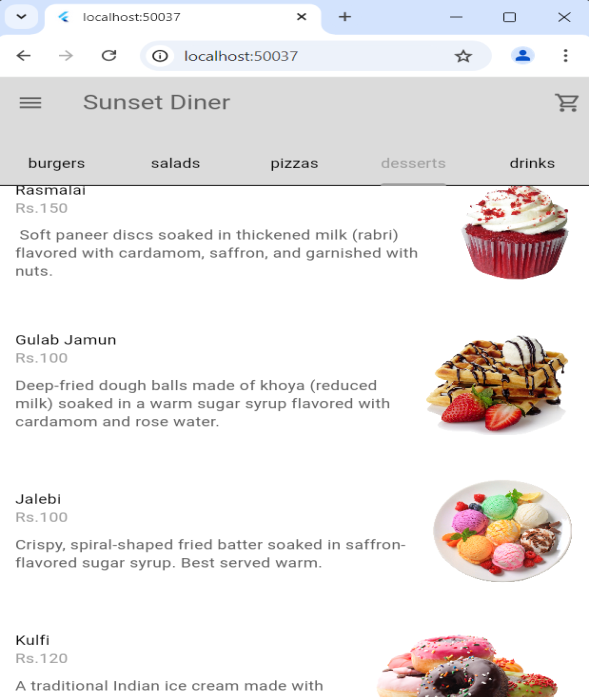 localhost:50037
localhost:50037
Sunset Diner
burgers salads pizzas desserts drinks
Rasmalai
Rs.150
Soft paneer discs soaked in thickened milk (rabri)
flavored with cardamom, saffron, and garnished with
nuts.
Gulab Jamun
Rs.100
Deep-fried dough balls made of khoya (reduced
milk) soaked in a warm sugar syrup flavored with
cardamom and rose water.
Jalebi
Rs.100
Crispy, spiral-shaped fried batter soaked in saffron-
flavored sugar syrup. Best served warm.
Kulfi
Rs.120
A traditional Indian ice cream made with